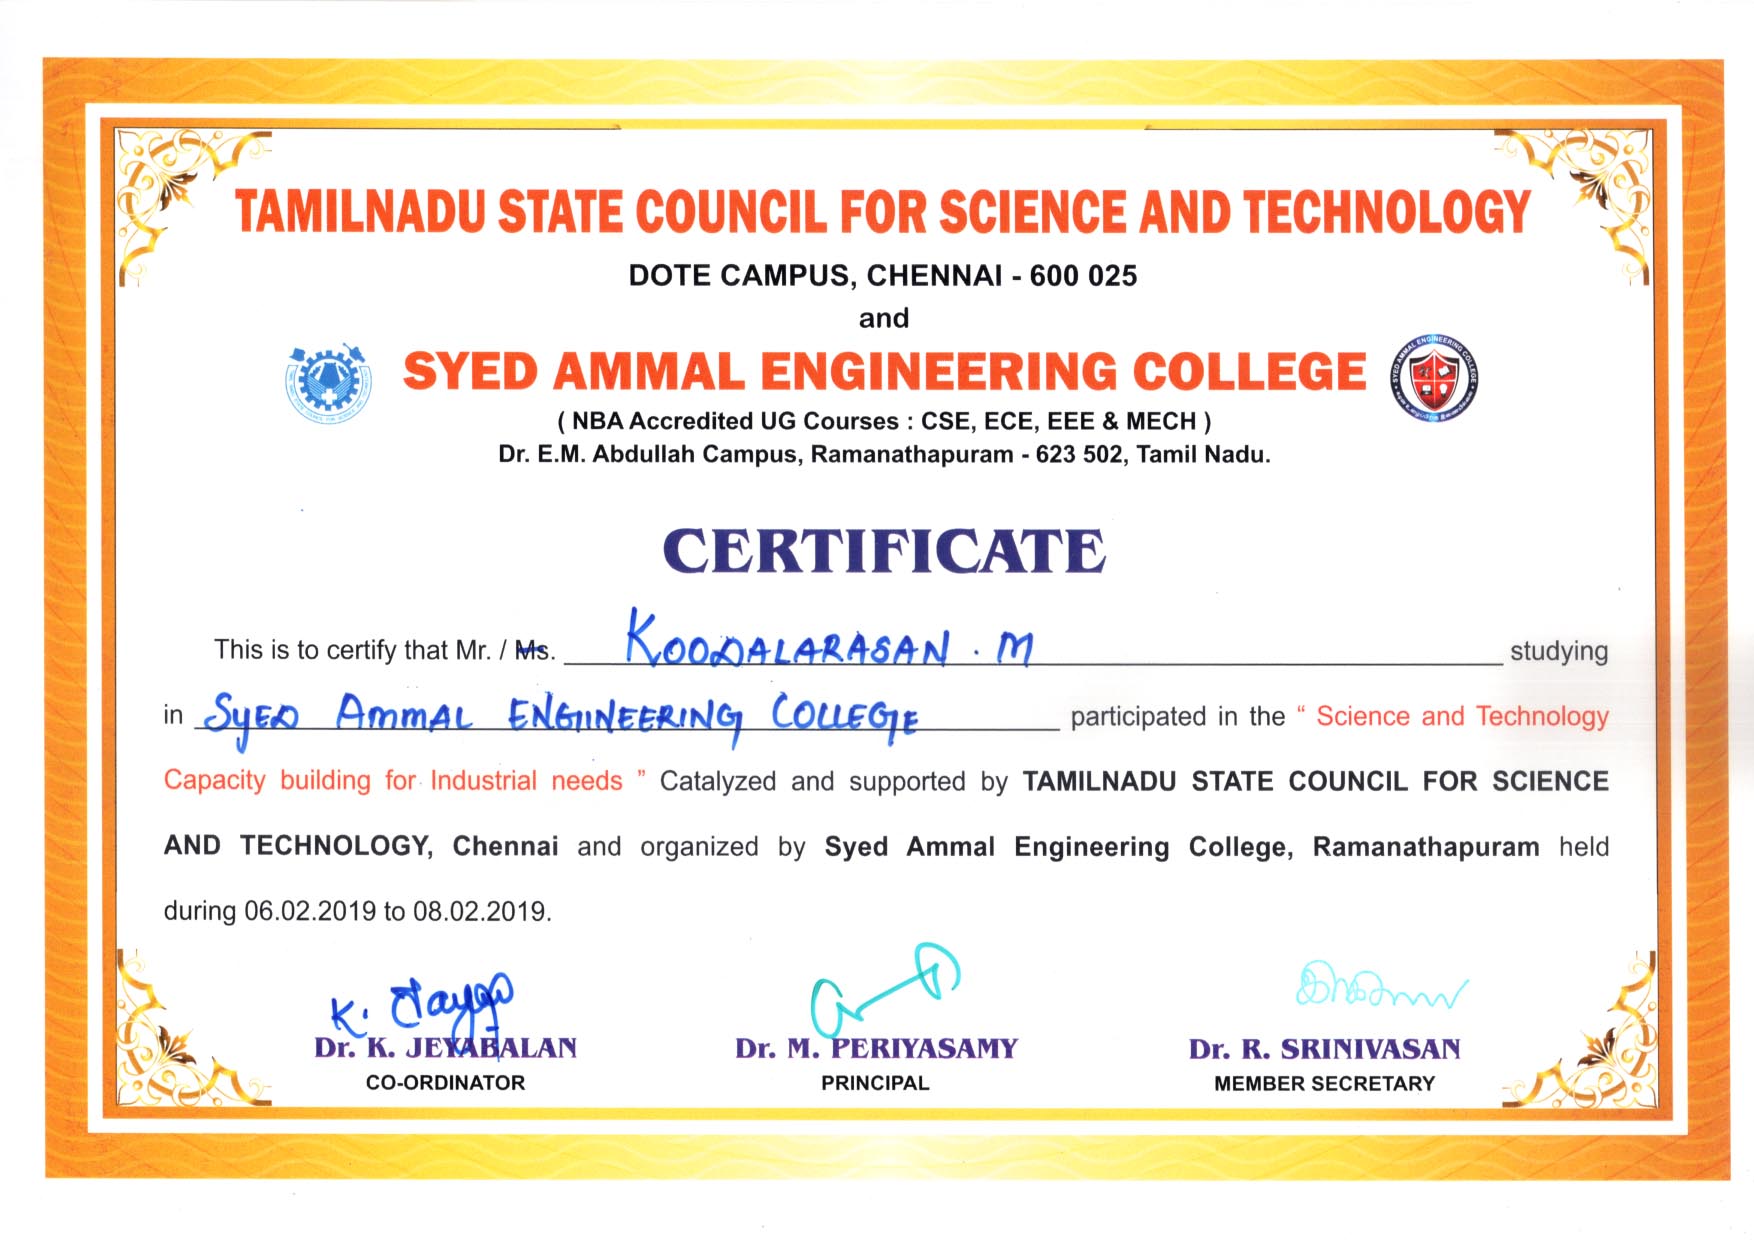 TAMILNADU STATE COUNCIL FOR SCIENCE AND TECHNOLOGY
DOTE CAMPUS, CHENNAI - 600 025
and
SYED AMMAL ENGINEERING COLLEGE
SYED AMMAL ENGINEERING COLLEGE
( NBA Accredited UG Courses : CSE, ECE, EEE & MECH )
Dr. E.M. Abdullah Campus, Ramanathapuram - 623 502, Tamil Nadu.
CERTIFICATE
This is to certify that Mr. / Ms. KOODALARASAN . M studying
in SYED AMMAL ENGINEERING COLLEGE participated in the “ Science and Technology
Capacity building for Industrial needs ” Catalyzed and supported by TAMILNADU STATE COUNCIL FOR SCIENCE
AND TECHNOLOGY, Chennai and organized by Syed Ammal Engineering College, Ramanathapuram held
during 06.02.2019 to 08.02.2019.
Dr. K. JEYABALAN Dr. M. PERIYASAMY Dr. R. SRINIVASAN
CO-ORDINATOR PRINCIPAL MEMBER SECRETARY